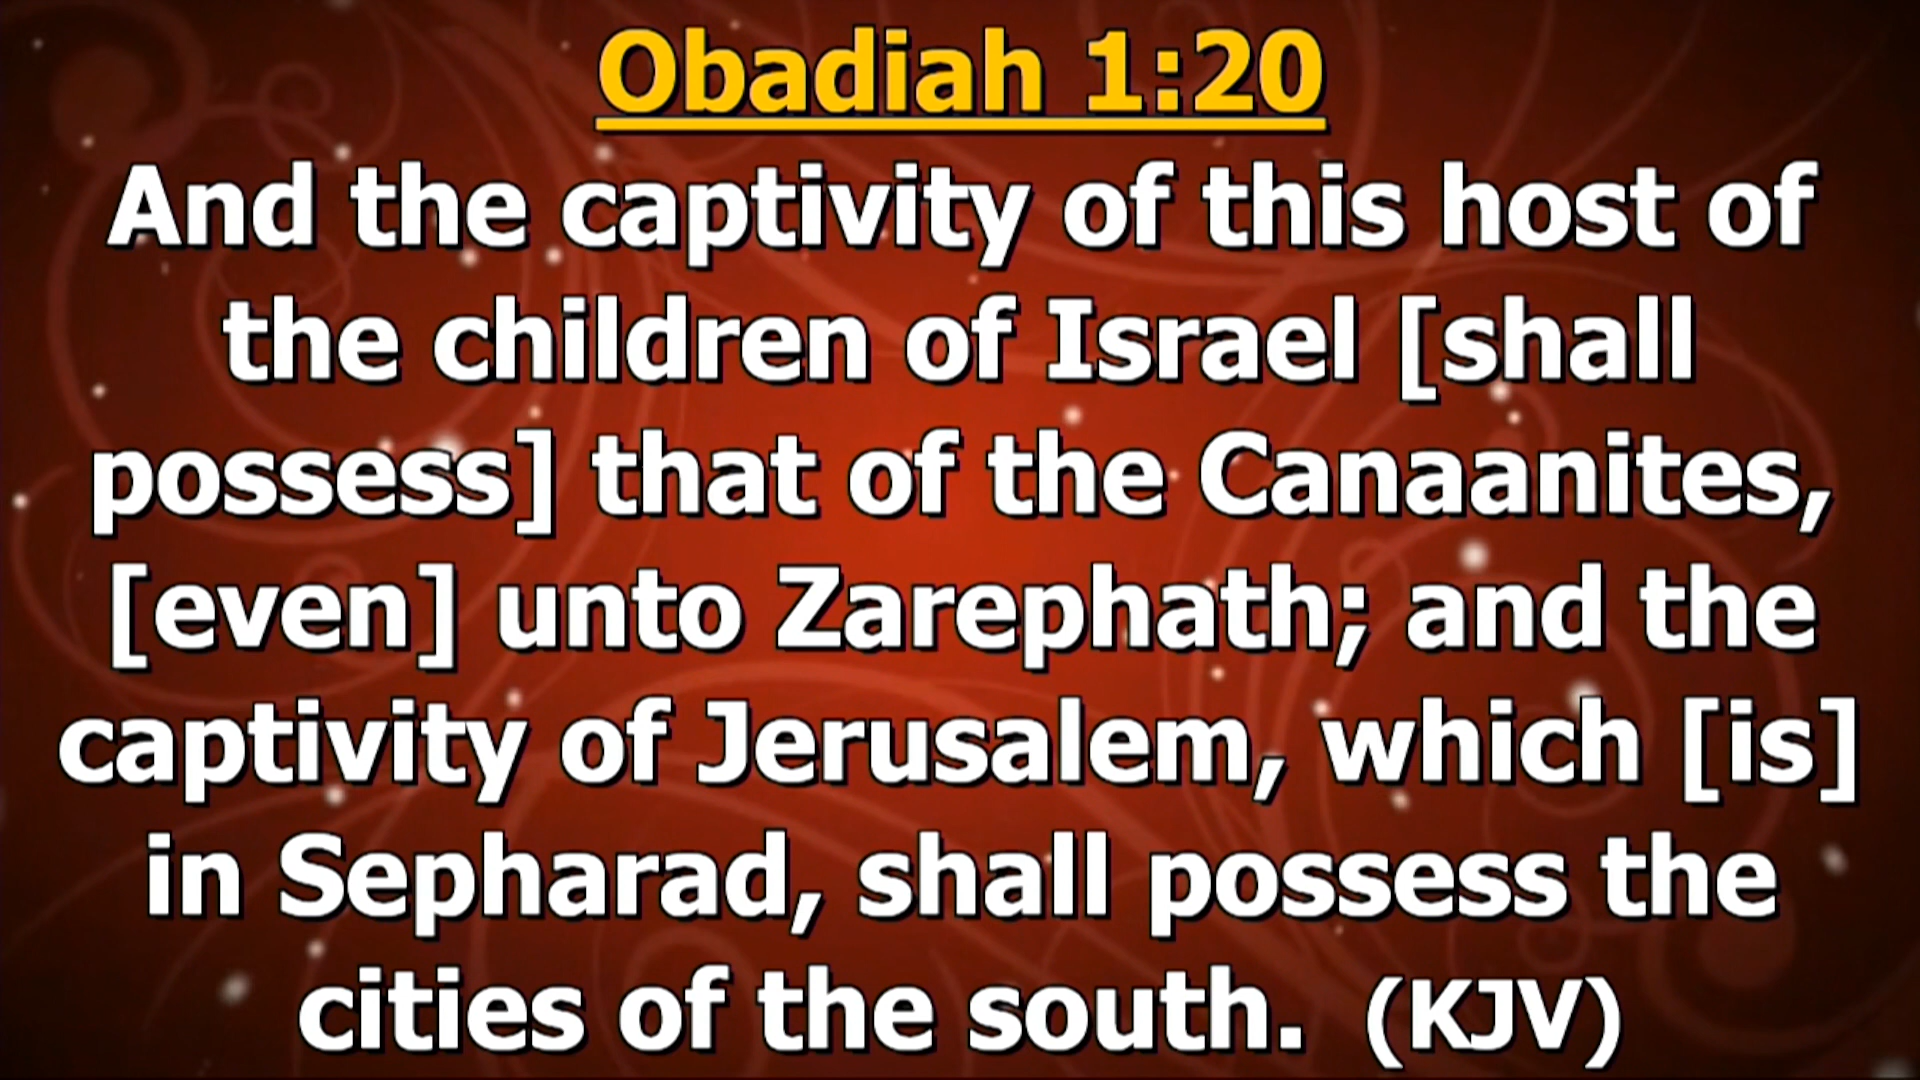 Obadiah 1:20
And the captivity of this host of
the children of Israel [shall
possess] that of the Canaanites,
[even] unto Zarephath; and the
captivity of Jerusalem, which [is]
in Sepharad, shall possess the
cities of the south. (KJV)